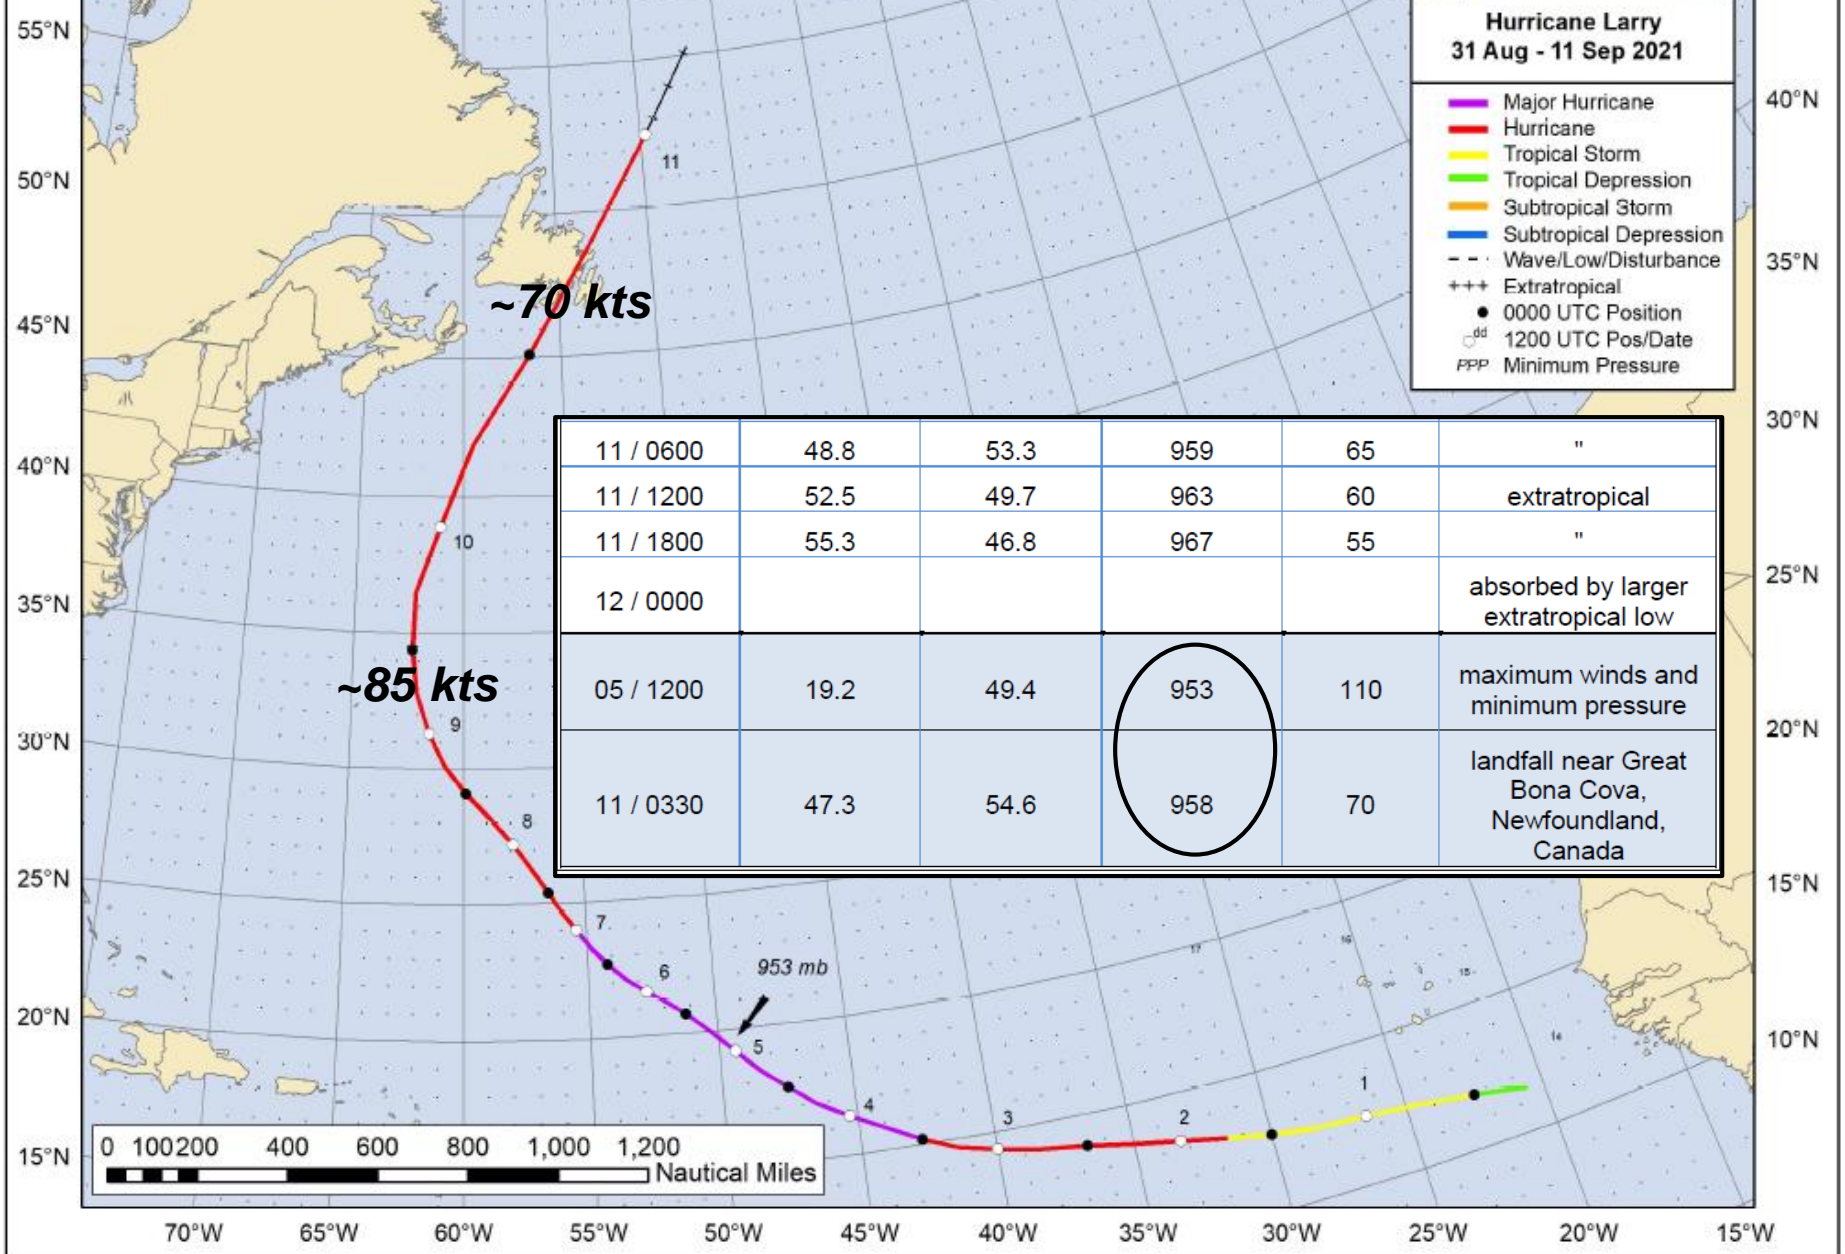 Hurricane Larry
31 Aug - 11 Sep 2021
Major Hurricane
Hurricane
Tropical Storm
Tropical Depression
Subtropical Storm
Subtropical Depression
Wave/Low/Disturbance
+++ Extratropical
0000 UTC Position
dd 1200 UTC Pos/Date
PPP Minimum Pressure
55°N
50°N
45°N
40°N
35°N
30°N
25°N
20°N
15°N
40°N
35°N
30°N
25°N
20°N
15°N
10°N
11
~70 kts
10
~85 kts
9
8
7
6
953 mb
5
4
3
2
1
17
16
15
14
11 / 0600 48.8 53.3 959 65 "
11 / 1200 52.5 49.7 963 60 extratropical
11 / 1800 55.3 46.8 967 55 "
12 / 0000 absorbed by larger
extratropical low
05 / 1200 19.2 49.4 953 110 maximum winds and
minimum pressure
11 / 0330 47.3 54.6 958 70 landfall near Great
Bona Cova,
Newfoundland,
Canada
0 100 200 400 600 800 1,000 1,200
Nautical Miles
70°W 65°W 60°W 55°W 50°W 45°W 40°W 35°W 30°W 25°W 20°W 15°W